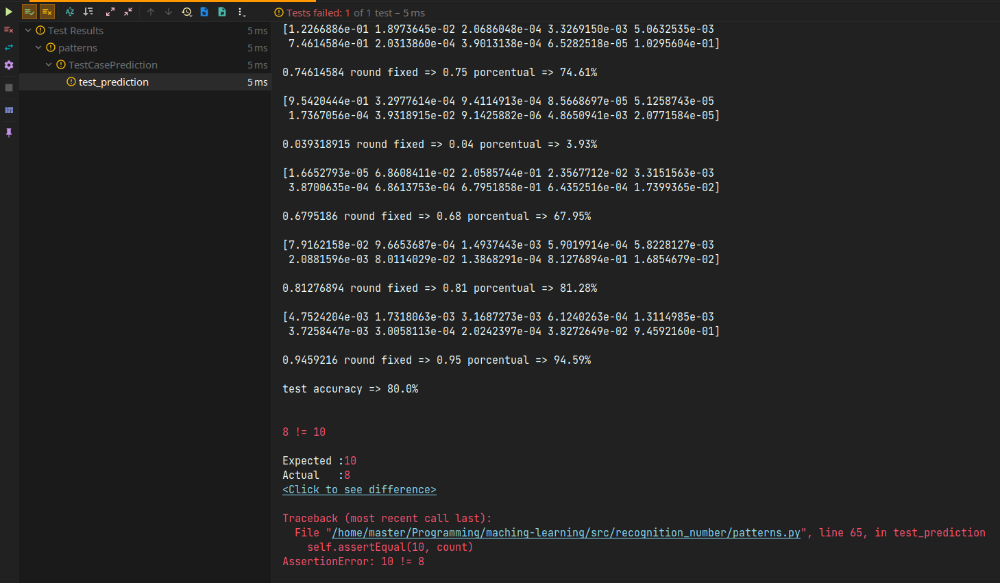 Tests failed: 1 of 1 test – 5 ms
Test Results 5 ms
patterns 5 ms
TestCasePrediction 5 ms
test_prediction 5 ms
[1.2266886e-01 1.8973645e-02 2.0686048e-04 3.3269150e-03 5.0632535e-03
7.4614584e-01 2.0313860e-04 3.9013138e-04 6.5282518e-05 1.0295604e-01]
0.74614584 round fixed => 0.75 porcentual => 74.61%
[9.5420444e-01 3.2977614e-04 9.4114913e-04 8.5668697e-05 5.1258743e-05
1.7367056e-04 3.9318915e-02 9.1425882e-06 4.8650941e-03 2.0771584e-05]
0.039318915 round fixed => 0.04 porcentual => 3.93%
[1.6652793e-05 6.8608411e-02 2.0585744e-01 2.3567712e-02 3.3151563e-03
3.8700635e-04 6.8613753e-04 6.7951858e-01 6.4352516e-04 1.7399365e-02]
0.6795186 round fixed => 0.68 porcentual => 67.95%
[7.9162158e-02 9.6653687e-04 1.4937443e-03 5.9019914e-04 5.8228127e-03
2.0881596e-03 8.0114029e-02 1.3868291e-04 8.1276894e-01 1.6854679e-02]
0.81276894 round fixed => 0.81 porcentual => 81.28%
[4.7524204e-03 1.7318063e-03 3.1687273e-03 6.1240263e-04 1.3114985e-03
3.7258447e-03 3.0058113e-04 2.0242397e-04 3.8272649e-02 9.4592160e-01]
0.9459216 round fixed => 0.95 porcentual => 94.59%
test accuracy => 80.0%
8 != 10
Expected :10
Actual   :8
<Click to see difference>
Traceback (most recent call last):
File "/home/master/Programming/maching-learning/src/recognition_number/patterns.py", line 65, in test_prediction
self.assertEqual(10, count)
AssertionError: 10 != 8